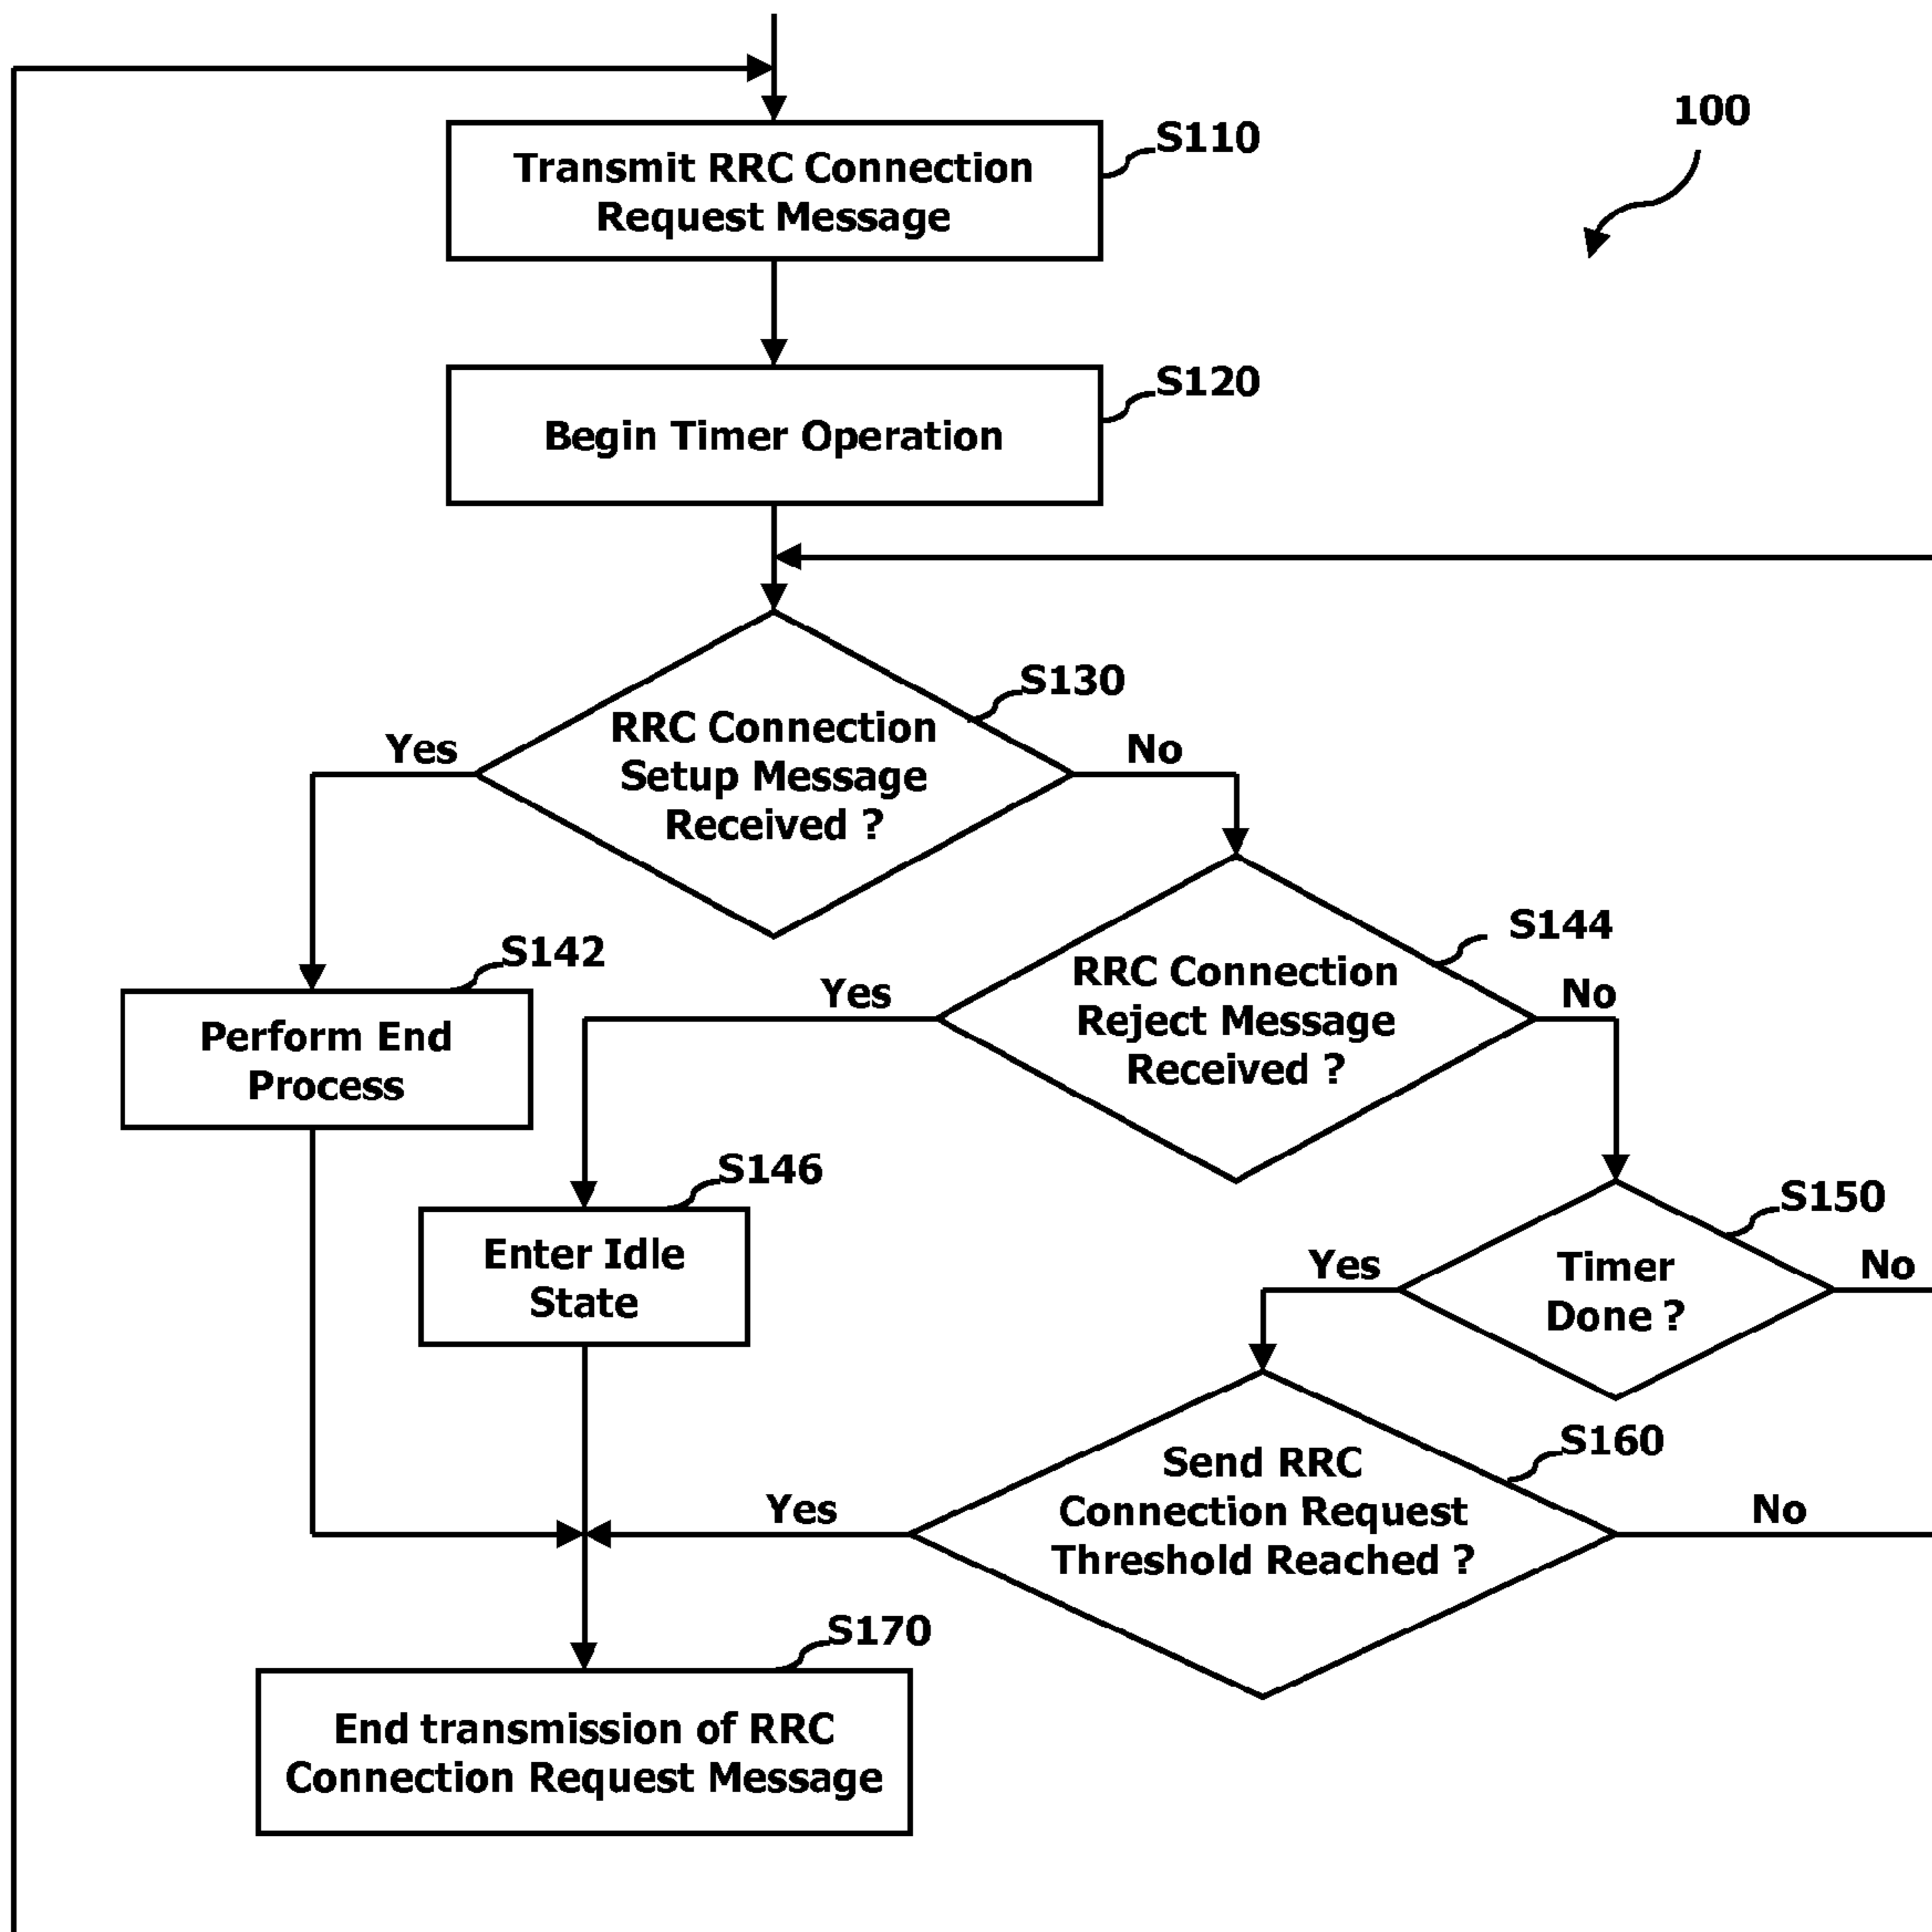 100
S110
Transmit RRC Connection
Request Message
S120
Begin Timer Operation
S130
RRC Connection
Setup Message
Received ?
Yes
No
S142
Perform End
Process
S144
RRC Connection
Reject Message
Received ?
Yes
No
S146
Enter Idle
State
S150
Timer
Done ?
Yes
No
S160
Send RRC
Connection Request
Threshold Reached ?
Yes
No
S170
End transmission of RRC
Connection Request Message